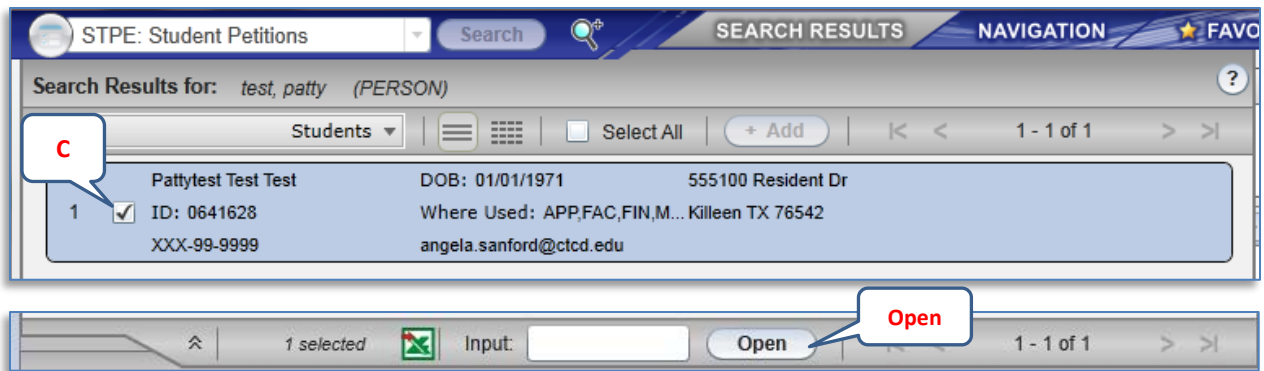 STPE: Student Petitions Search SEARCH RESULTS NAVIGATION FAVO
Search Results for: test, patty (PERSON) ?
C Students Select All + Add |< < 1 - 1 of 1 > >|
Pattytest Test Test DOB: 01/01/1971 555100 Resident Dr
1 ID: 0641628 Where Used: APP,FAC,FIN,M... Killeen TX 76542
XXX-99-9999 angela.sanford@ctcd.edu
Open
1 selected Input: Open |< < 1 - 1 of 1 > >|